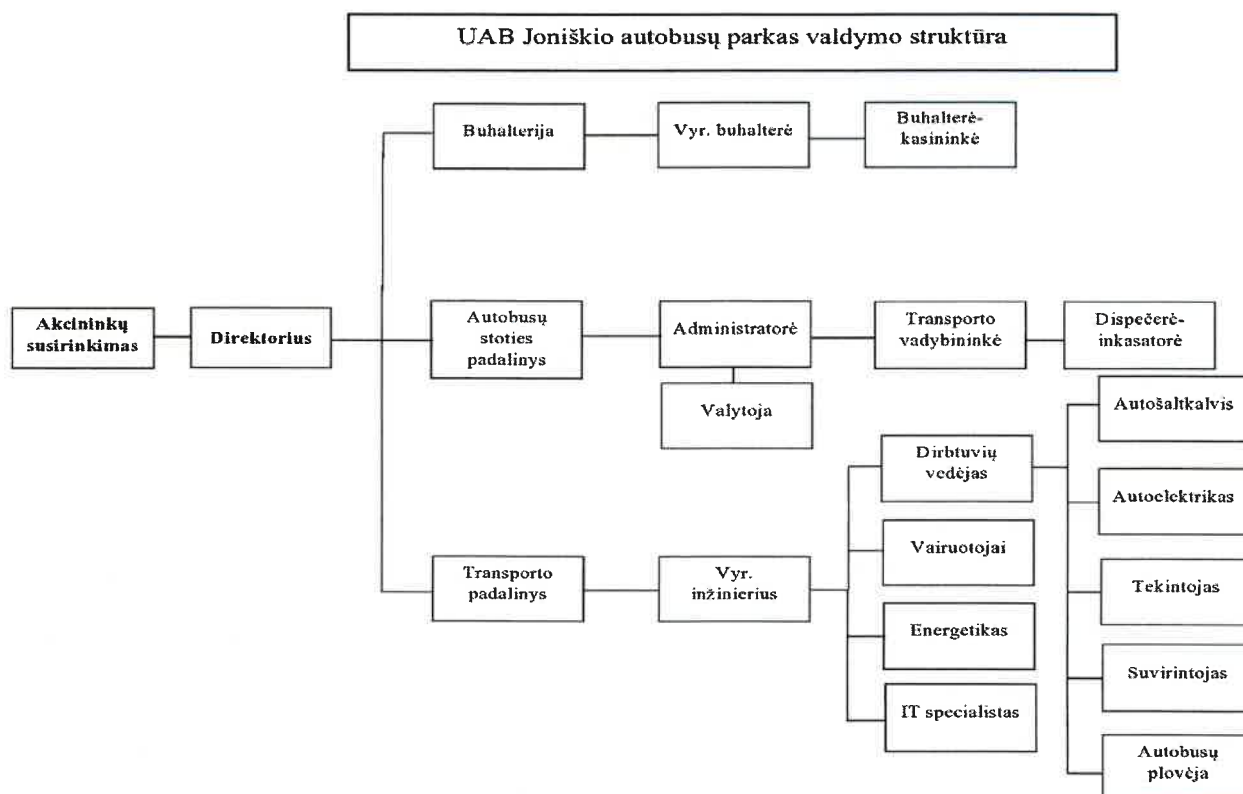 UAB Joniškio autobusų parkas valdymo struktūra
Buhalterija
Vyr. buhalterė
Buhalterė-
kasininkė
Akcininkų
susirinkimas
Direktorius
Autobusų
stoties
padalinys
Administratorė
Transporto
vadybininkė
Dispečerė-
inkasatorė
Valytoja
Dirbtuvių
vedėjas
Autošaltkalvis
Autoelektrikas
Vairuotojai
Transporto
padalinys
Vyr.
inžinierius
Tekintojas
Energetikas
Suvirintojas
IT specialistas
Autobusų
plovėja